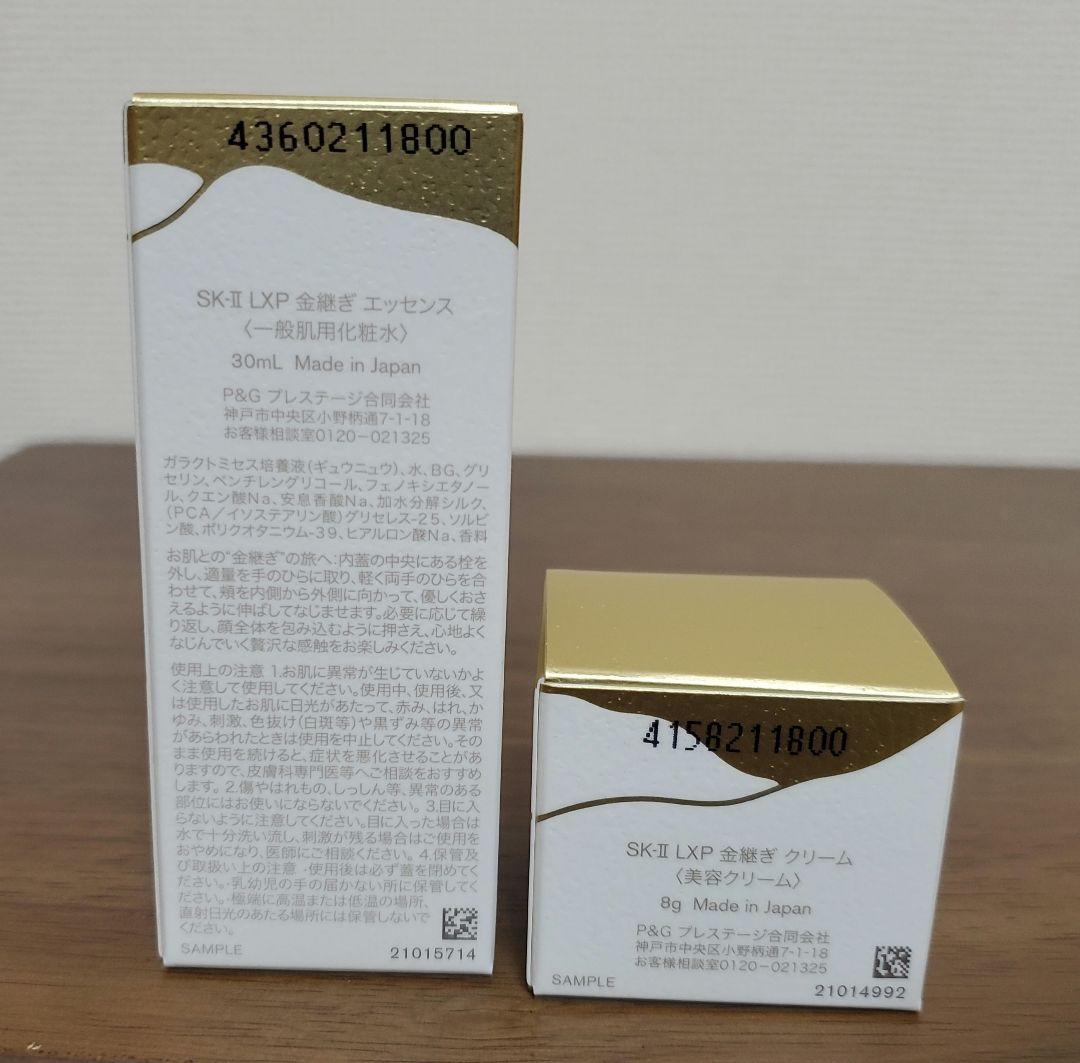 4360211800
SK-II LXP 金継ぎ エッセンス
〈一般肌用化粧水〉
30mL Made in Japan
P&G プレステージ合同会社
神戸市中央区小野柄通7-1-18
お客様相談室0120-021325
ガラクトミセス培養液(ギュウニュウ)、水、BG、グリ
セリン、ペンチレングリコール、フェノキシエタノー
ル、クエン酸Na、安息香酸Na、加水分解シルク、
(PCA/イソステアリン酸)グリセレス-25、ソルビ
ン酸、ポリクオタニウム-39、ヒアルロン酸Na、香料
お肌との“金継ぎ”の旅へ:内蓋の中央にある栓を
外し、適量を手のひらに取り、軽く両手のひらを合
わせて、頬を内側から外側に向かって、優しくおさ
えるように伸ばしてなじませます。必要に応じて繰
り返し、顔全体を包み込むように押さえ、心地よく
なじんでいく贅沢な感触をお楽しみください。
使用上の注意 1.お肌に異常が生じていないかよ
く注意して使用してください。使用中、使用後、又
は使用したお肌に日光があたって、赤み、はれ、か
ゆみ、刺激、色抜け(白斑等)や黒ずみ等の異常
があらわれたときは使用を中止してください。その
まま使用を続けると、症状を悪化させることがあ
りますので、皮膚科専門医等へご相談をおすすめ
します。 2.傷やはれもの、しっしん等、異常のある
部位にはお使いにならないでください。 3.目に入
らないように注意してください。目に入った場合は
水で十分洗い流し、刺激が残る場合はご使用を
おやめになり、医師にご相談ください。 4.保管及
び取扱い上の注意 ・使用後は必ず蓋を閉めてく
ださい。・乳幼児の手の届かない所に保管してく
ださい。・極端に高温または低温の場所、
直射日光のあたる場所には保管しないで
ください。
SAMPLE 21015714
4158211800
SK-II LXP 金継ぎ クリーム
〈美容クリーム〉
8g Made in Japan
P&G プレステージ合同会社
神戸市中央区小野柄通7-1-18
お客様相談室0120-021325
SAMPLE 21014992